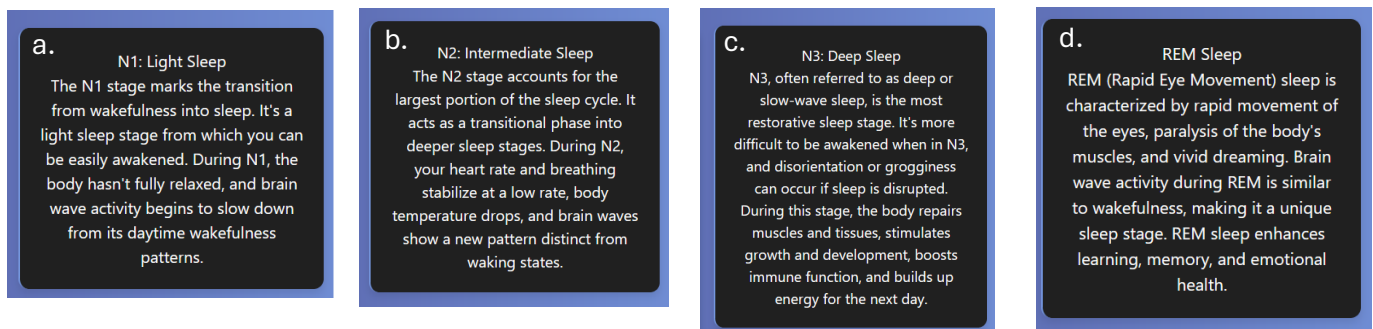 a.
N1: Light Sleep
The N1 stage marks the transition
from wakefulness into sleep. It's a
light sleep stage from which you can
be easily awakened. During N1, the
body hasn't fully relaxed, and brain
wave activity begins to slow down
from its daytime wakefulness
patterns.
b.
N2: Intermediate Sleep
The N2 stage accounts for the
largest portion of the sleep cycle. It
acts as a transitional phase into
deeper sleep stages. During N2,
your heart rate and breathing
stabilize at a low rate, body
temperature drops, and brain waves
show a new pattern distinct from
waking states.
c.
N3: Deep Sleep
N3, often referred to as deep or
slow-wave sleep, is the most
restorative sleep stage. It's more
difficult to be awakened when in N3,
and disorientation or grogginess
can occur if sleep is disrupted.
During this stage, the body repairs
muscles and tissues, stimulates
growth and development, boosts
immune function, and builds up
energy for the next day.
d.
REM Sleep
REM (Rapid Eye Movement) sleep is
characterized by rapid movement of
the eyes, paralysis of the body's
muscles, and vivid dreaming. Brain
wave activity during REM is similar
to wakefulness, making it a unique
sleep stage. REM sleep enhances
learning, memory, and emotional
health.